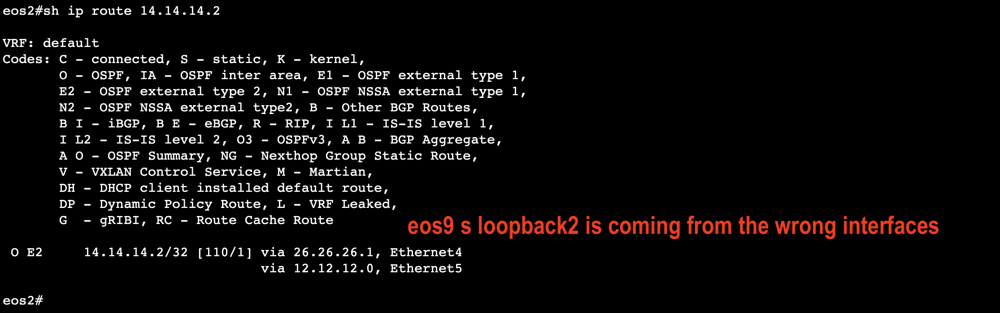 eos2#sh ip route 14.14.14.2
VRF: default
Codes: C - connected, S - static, K - kernel,
O - OSPF, IA - OSPF inter area, E1 - OSPF external type 1,
E2 - OSPF external type 2, N1 - OSPF NSSA external type 1,
N2 - OSPF NSSA external type2, B - Other BGP Routes,
B I - iBGP, B E - eBGP, R - RIP, I L1 - IS-IS level 1,
I L2 - IS-IS level 2, O3 - OSPFv3, A B - BGP Aggregate,
A O - OSPF Summary, NG - Nexthop Group Static Route,
V - VXLAN Control Service, M - Martian,
DH - DHCP client installed default route,
DP - Dynamic Policy Route, L - VRF Leaked,
G  - gRIBI, RC - Route Cache Route
eos9 s loopback2 is coming from the wrong interfaces
O E2     14.14.14.2/32 [110/1] via 26.26.26.1, Ethernet4
via 12.12.12.0, Ethernet5
eos2#